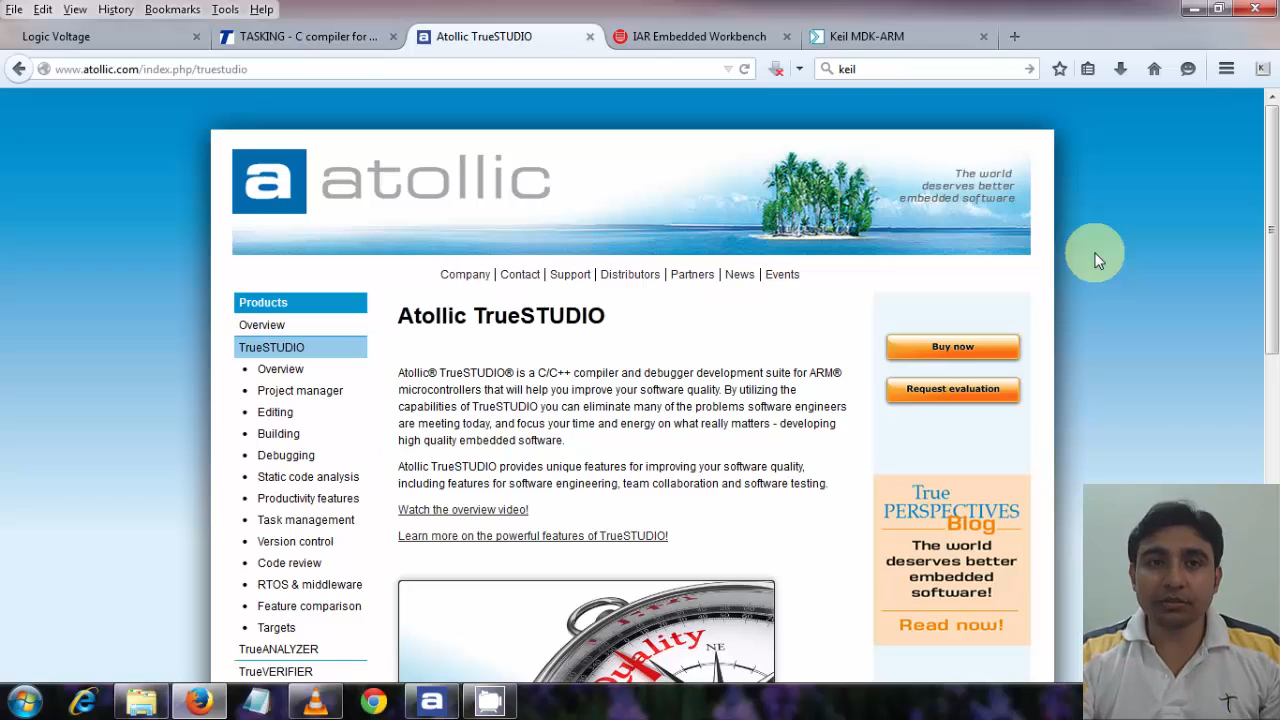 File Edit View History Bookmarks Tools Help
Logic Voltage
TASKING - C compiler for ...
Atollic TrueSTUDIO
IAR Embedded Workbench
Keil MDK-ARM
www.atollic.com/index.php/truestudio
keil
a atollic
The world
deserves better
embedded software
Company | Contact | Support | Distributors | Partners | News | Events
Products
Overview
TrueSTUDIO
Overview
Project manager
Editing
Building
Debugging
Static code analysis
Productivity features
Task management
Version control
Code review
RTOS & middleware
Feature comparison
Targets
TrueANALYZER
TrueVERIFIER
Atollic TrueSTUDIO
Atollic® TrueSTUDIO® is a C/C++ compiler and debugger development suite for ARM®
microcontrollers that will help you improve your software quality. By utilizing the
capabilities of TrueSTUDIO you can eliminate many of the problems software engineers
are meeting today, and focus your time and energy on what really matters - developing
high quality embedded software.
Atollic TrueSTUDIO provides unique features for improving your software quality,
including features for software engineering, team collaboration and software testing.
Watch the overview video!
Learn more on the powerful features of TrueSTUDIO!
Quality
NE
Buy now
Request evaluation
True
PERSPECTIVES
Blog
The world
deserves better
embedded
software!
Read now!